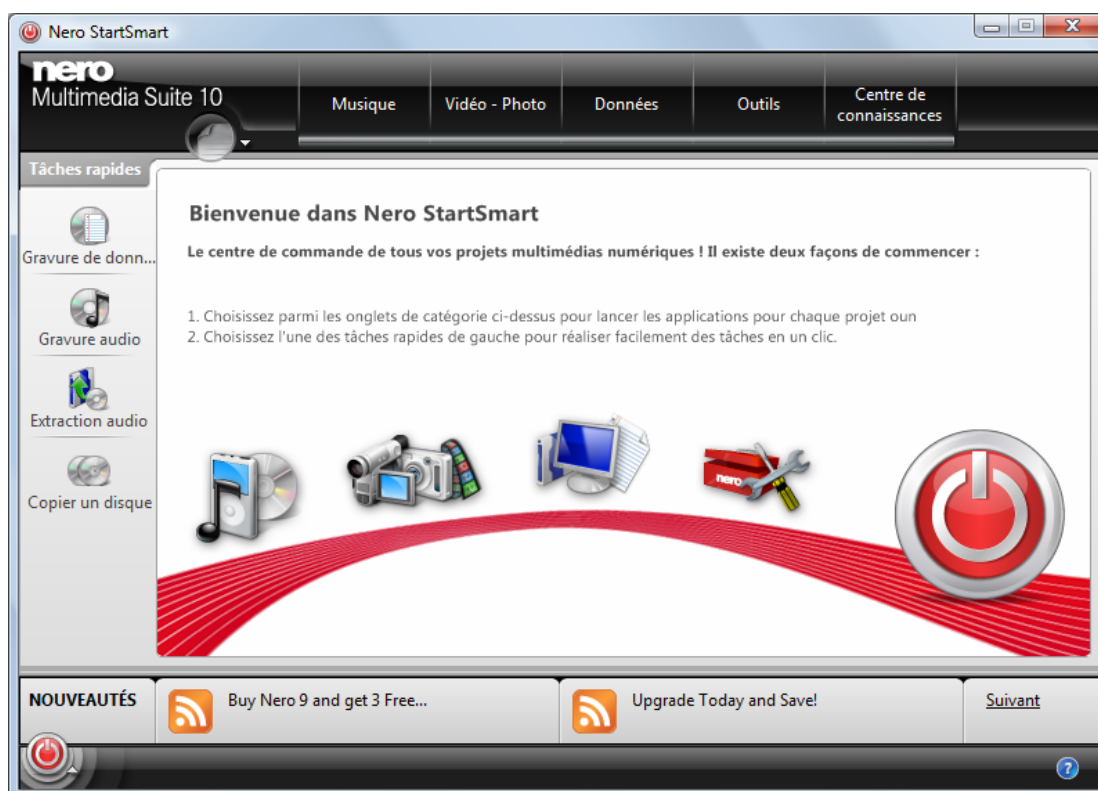 Nero StartSmart
nero
Multimedia Suite 10
Musique
Vidéo - Photo
Données
Outils
Centre de
connaissances
Tâches rapides
Gravure de donn...
Gravure audio
Extraction audio
Copier un disque
Bienvenue dans Nero StartSmart
Le centre de commande de tous vos projets multimédias numériques ! Il existe deux façons de commencer :
1. Choisissez parmi les onglets de catégorie ci-dessus pour lancer les applications pour chaque projet oun
2. Choisissez l'une des tâches rapides de gauche pour réaliser facilement des tâches en un clic.
nero
NOUVEAUTÉS
Buy Nero 9 and get 3 Free...
Upgrade Today and Save!
Suivant
?